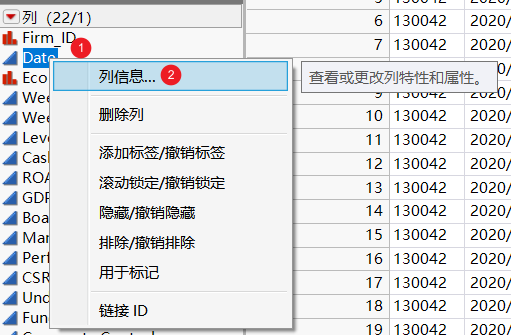 列（22/1）
Firm_ID
Date
1
Eco
Wee
Wee
Leve
Cash
ROA
GDP
Boa
Mar
Perf
CSR
Und
Fun
列信息... 2
删除列
添加标签/撤销标签
滚动锁定/撤销锁定
隐藏/撤销隐藏
排除/撤销排除
用于标记
链接 ID
查看或更改列特性和属性。
6 130042 2020/
7 130042 2020/
9 130042 2020/
10 130042 2020/
11 130042 2020/
12 130042 2020/
13 130042 2020/
14 130042 2020/
15 130042 2020/
16 130042 2020/
17 130042 2020/
18 130042 2020/
19 130042 2020/